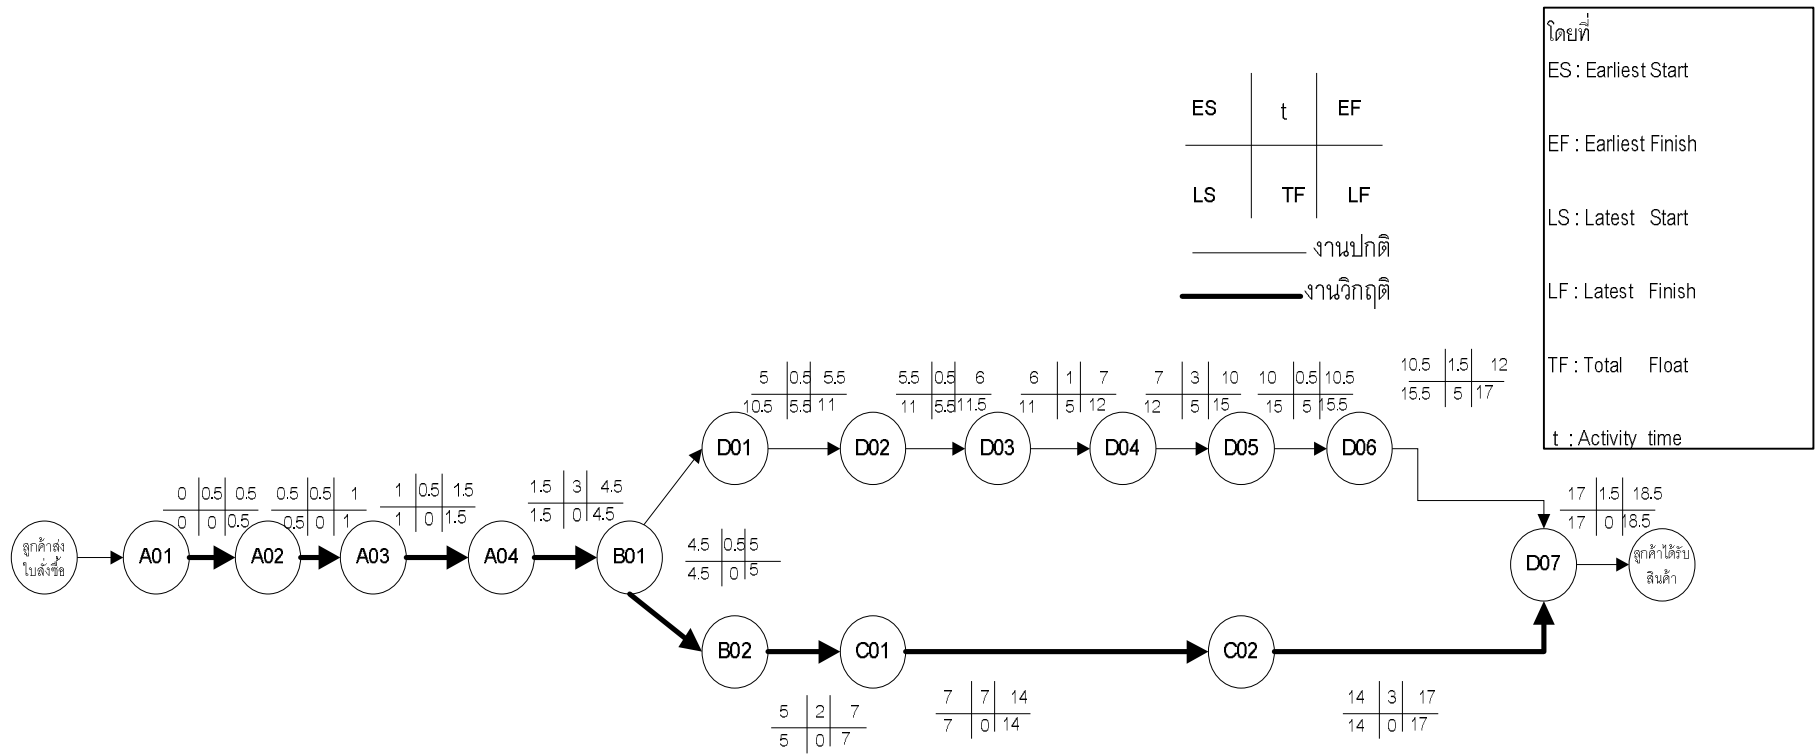 โดยที่
ES : Earliest Start
EF : Earliest Finish
LS : Latest Start
LF : Latest Finish
TF : Total Float
t : Activity time
ES t EF
LS TF LF
งานปกติ
งานวิกฤติ
5 0.5 5.5
10.5 5.5 11
5.5 0.5 6
11 5.5 11.5
6 1 7
11 5 12
7 3 10
12 5 15
10 0.5 10.5
15 5 15.5
10.5 1.5 12
15.5 5 17
D01 D02 D03 D04 D05 D06
0 0.5 0.5
0 0 0.5
0.5 0.5 1
0.5 0 1
1 0.5 1.5
1 0 1.5
1.5 3 4.5
1.5 0 4.5
4.5 0.5 5
4.5 0 5
17 1.5 18.5
17 0 18.5
ลูกค้าส่ง
ใบสั่งซื้อ
A01 A02 A03 A04 B01
D07
ลูกค้าได้รับ
สินค้า
B02 C01 C02
5 2 7
5 0 7
7 7 14
7 0 14
14 3 17
14 0 17